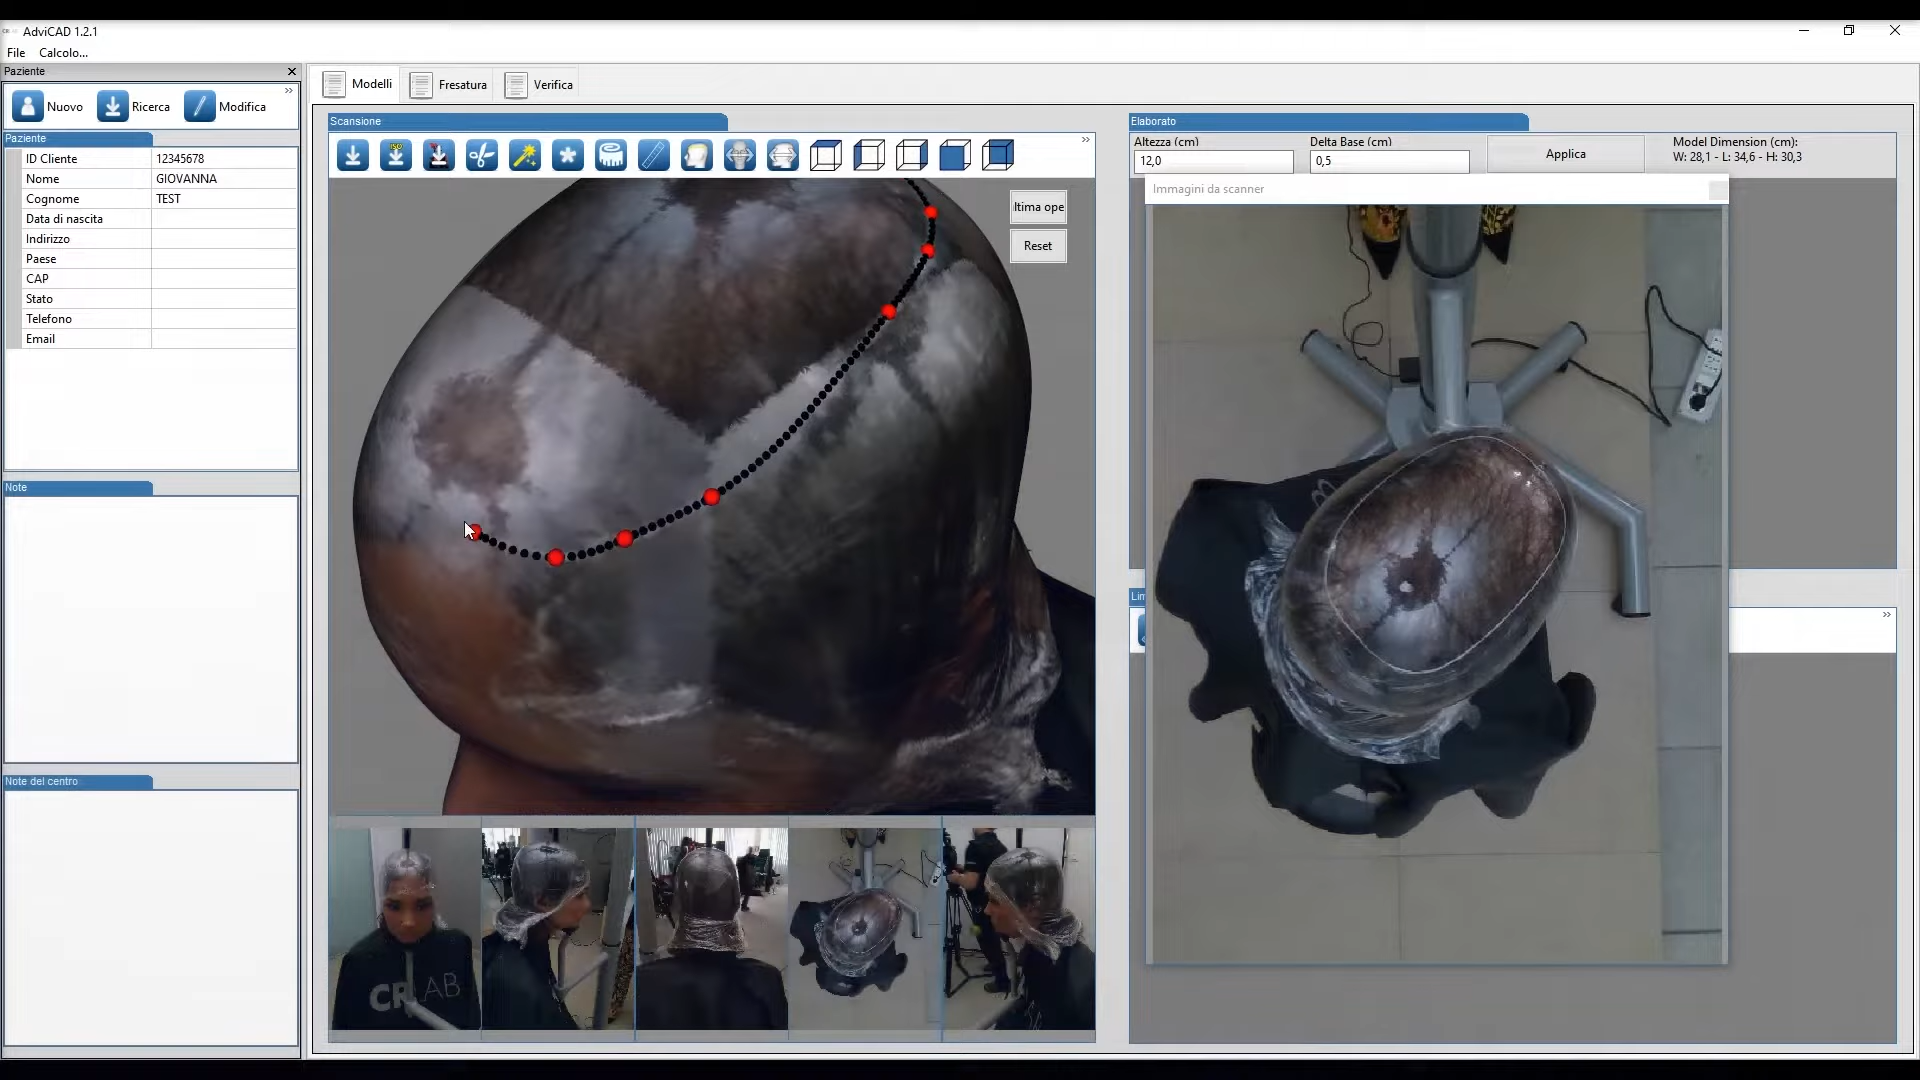 AdviCAD 1.2.1
File Calcolo...
Paziente
Nuovo Ricerca Modifica
Paziente
ID Cliente 12345678
Nome GIOVANNA
Cognome TEST
Data di nascita
Indirizzo
Paese
CAP
Stato
Telefono
Email
Note
Note del centro
Modelli Fresatura Verifica
Scansione
ISO
ltima ope
Reset
CRLAB
Elaborato
Altezza (cm) Delta Base (cm) Applica Model Dimension (cm):
12,0 0,5 W: 28,1 - L: 34,6 - H: 30,3
Immagini da scanner
Lin